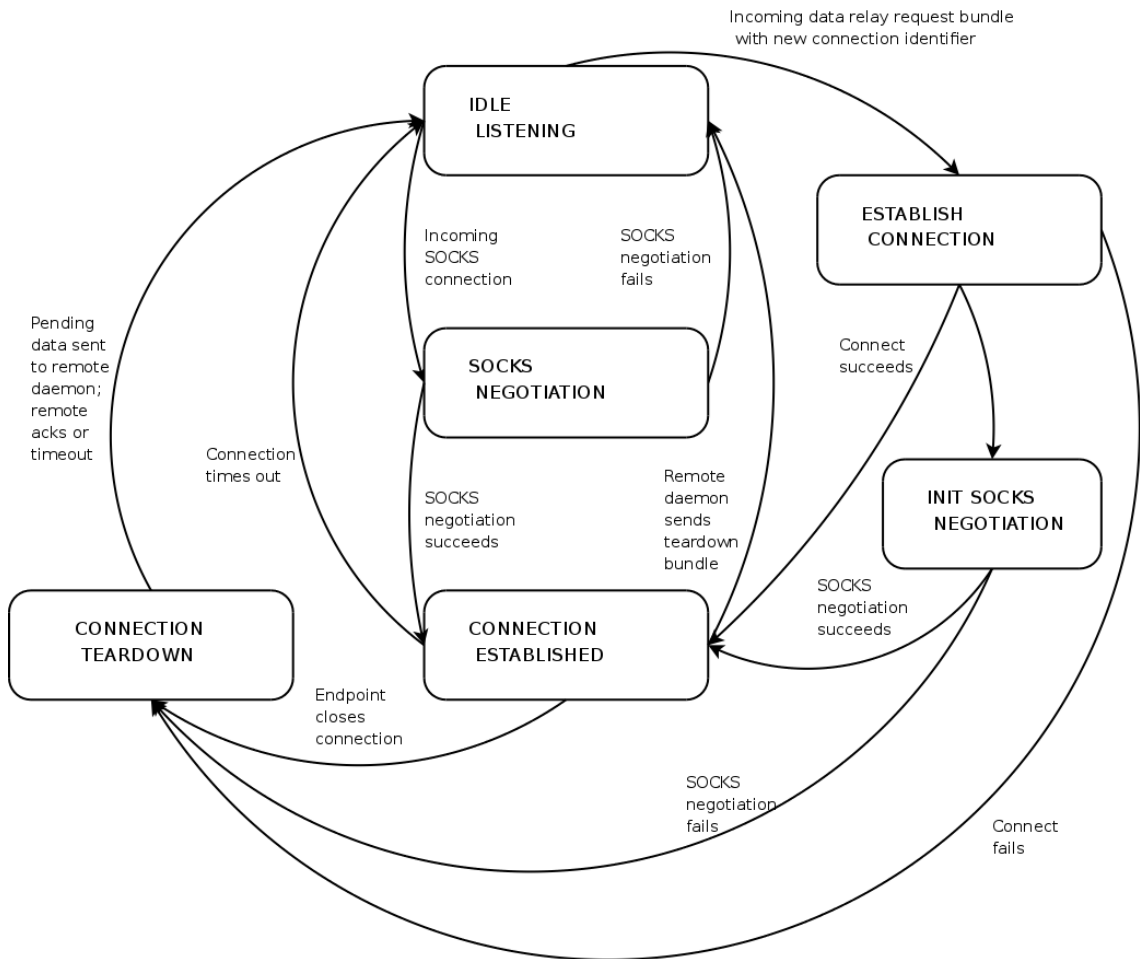 Incoming data relay request bundle
with new connection identifier
IDLE
LISTENING
ESTABLISH
CONNECTION
Incoming
SOCKS
connection
SOCKS
negotiation
fails
Pending
data sent
to remote
daemon;
remote
acks or
timeout
SOCKS
NEGOTIATION
Connect
succeeds
Connection
times out
SOCKS
negotiation
succeeds
Remote
daemon
sends
teardown
bundle
INIT SOCKS
NEGOTIATION
CONNECTION
TEARDOWN
CONNECTION
ESTABLISHED
SOCKS
negotiation
succeeds
Endpoint
closes
connection
SOCKS
negotiation
fails
Connect
fails